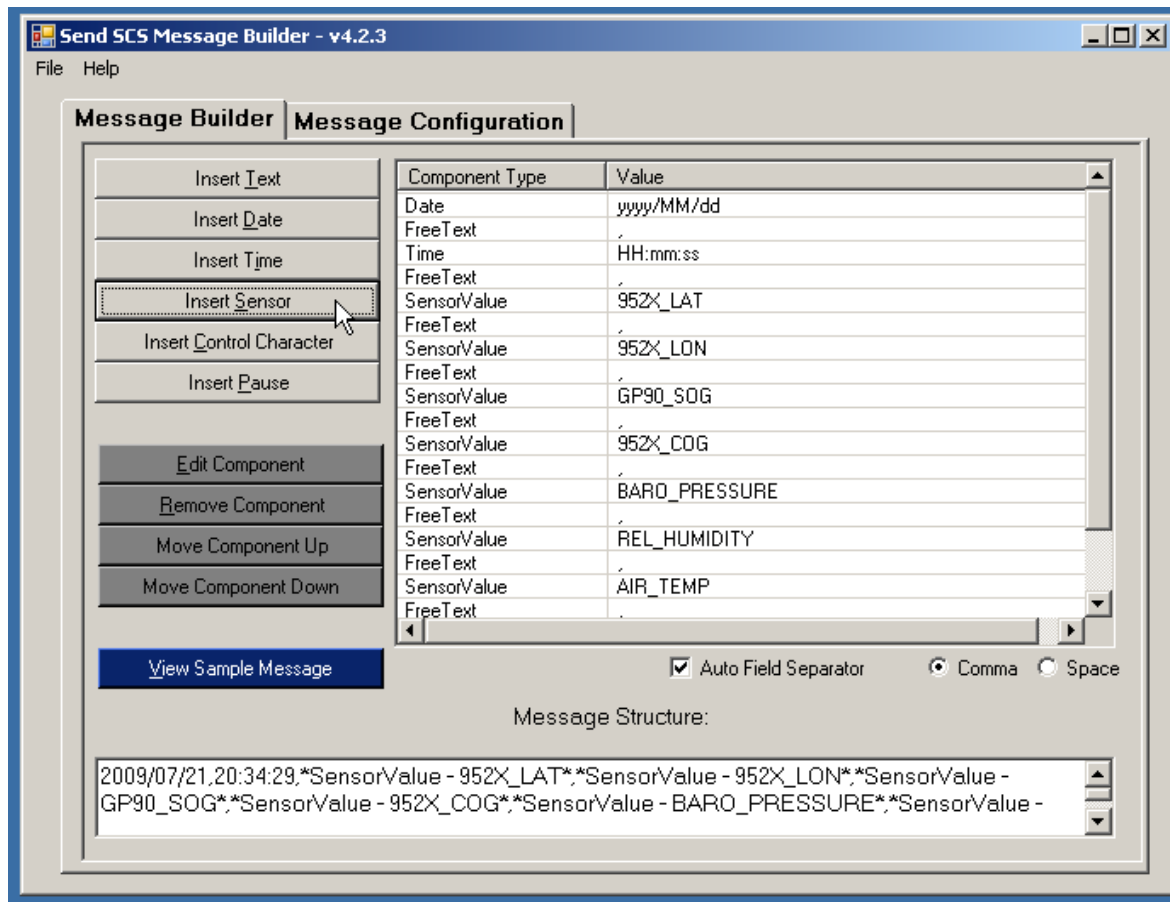 Send SCS Message Builder - v4.2.3
File Help
Message Builder Message Configuration
Insert Text
Insert Date
Insert Time
Insert Sensor
Insert Control Character
Insert Pause
Edit Component
Remove Component
Move Component Up
Move Component Down
View Sample Message
Component Type Value
Date yyyy/MM/dd
FreeText ,
Time HH:mm:ss
FreeText ,
SensorValue 952X_LAT
FreeText ,
SensorValue 952X_LON
FreeText ,
SensorValue GP90_SOG
FreeText ,
SensorValue 952X_COG
FreeText ,
SensorValue BARO_PRESSURE
FreeText ,
SensorValue REL_HUMIDITY
FreeText ,
SensorValue AIR_TEMP
FreeText ,
Auto Field Separator Comma Space
Message Structure:
2009/07/21,20:34:29,*SensorValue - 952X_LAT*,*SensorValue - 952X_LON*,*SensorValue -
GP90_SOG*,*SensorValue - 952X_COG*,*SensorValue - BARO_PRESSURE*,*SensorValue -